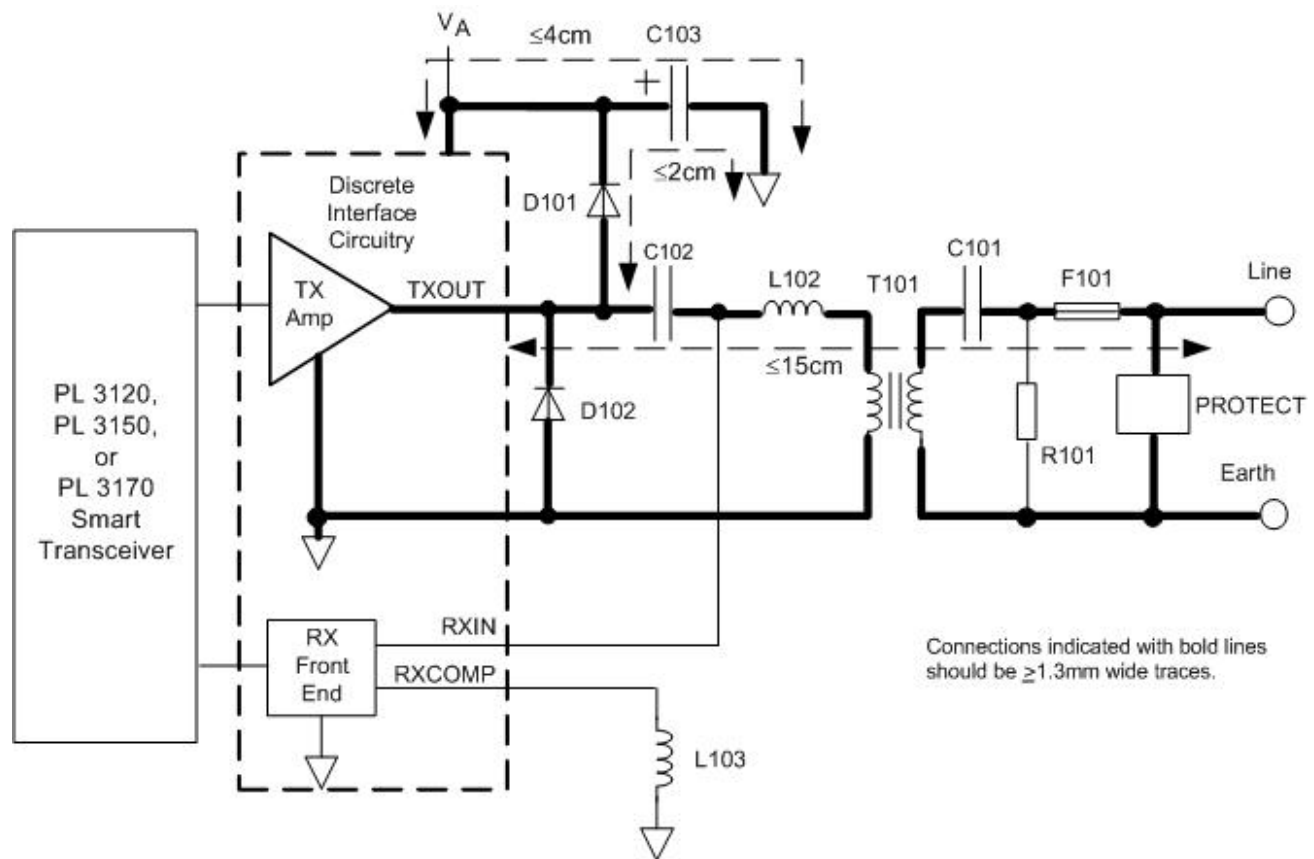 VA
≤4cm
C103
+
≤2cm
Discrete
Interface
Circuitry
D101
C102
C101
L102
T101
F101
Line
TX
Amp
TXOUT
≤15cm
PL 3120,
PL 3150,
or
PL 3170
Smart
Transceiver
D102
R101
PROTECT
Earth
RX
Front
End
RXIN
RXCOMP
L103
Connections indicated with bold lines
should be ≥1.3mm wide traces.